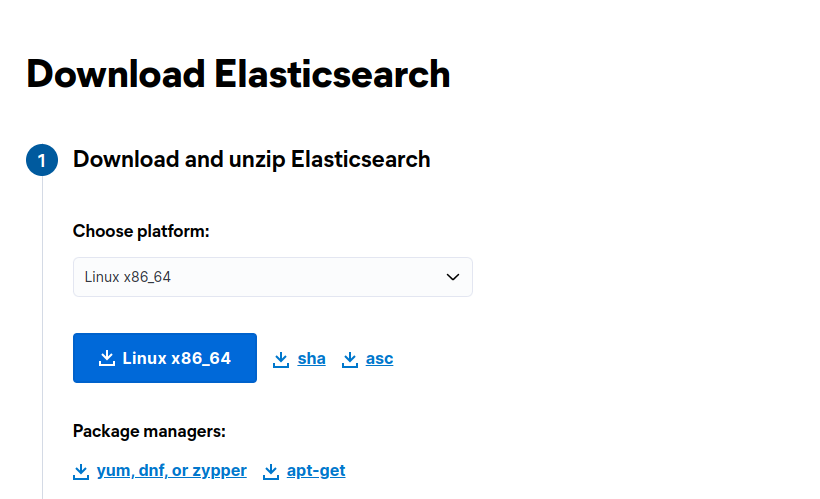 Download Elasticsearch
1 Download and unzip Elasticsearch
Choose platform:
Linux x86_64
Linux x86_64 sha asc
Package managers:
yum, dnf, or zypper apt-get